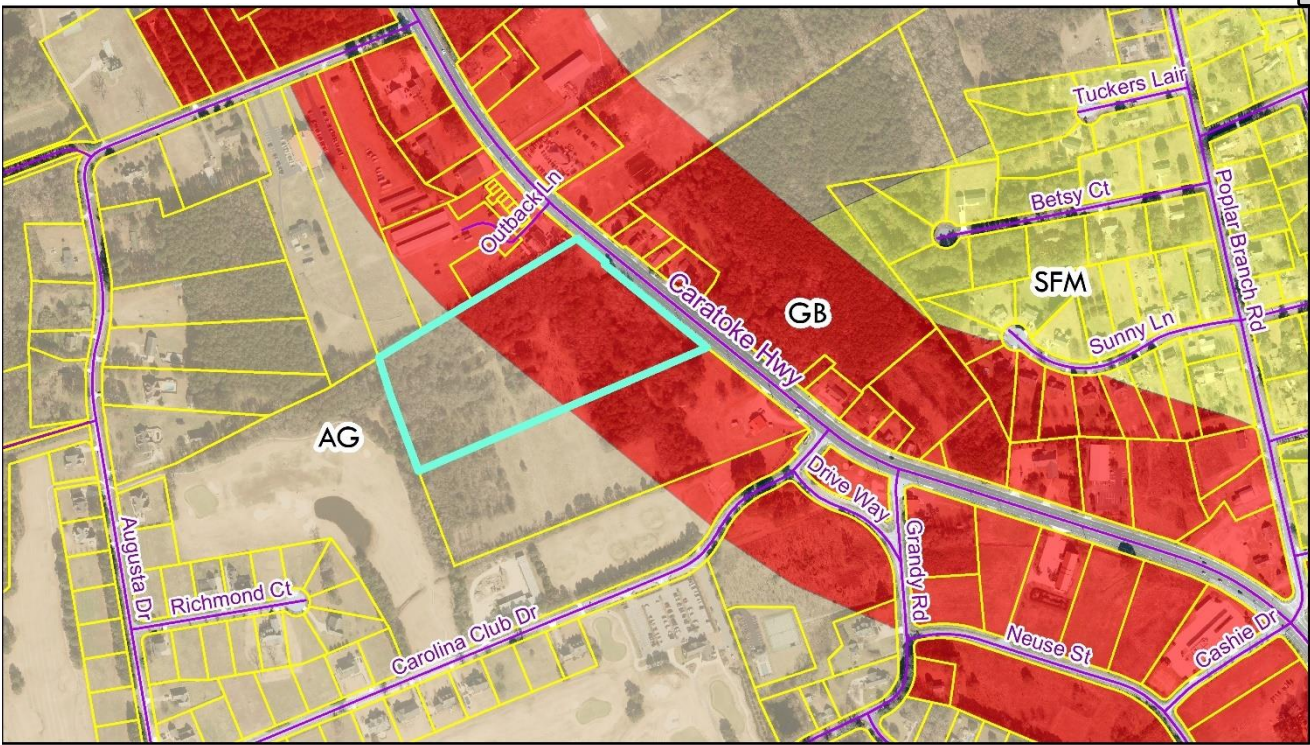 Tuckers Lair
Betsy Ct
Poplar Branch Rd
Outback Ln
SFM
Caratoke Hwy
GB
Sunny Ln
AG
Drive Way
Augusta Dr
Grandy Rd
Richmond Ct
Carolina Club Dr
Neuse St
Cashie Dr